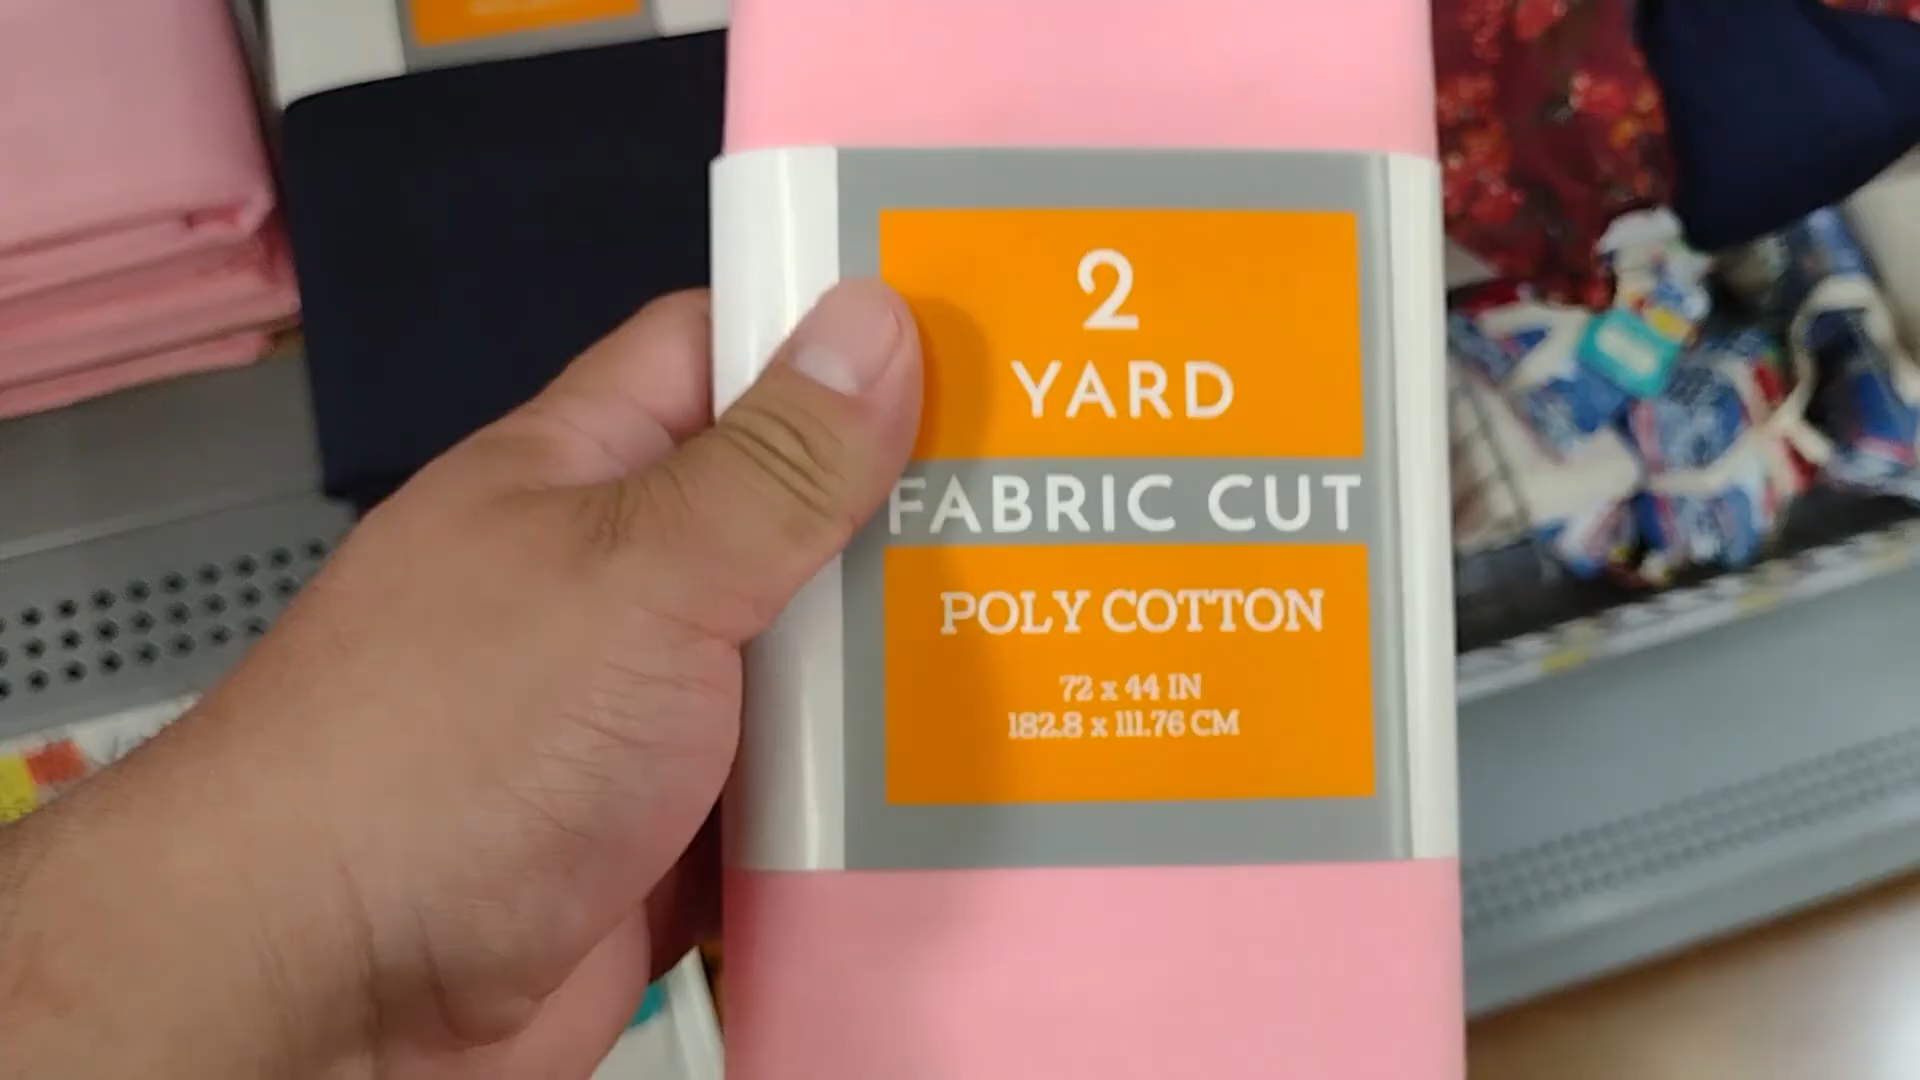 2
YARD
FABRIC CUT
POLY COTTON
72 x 44 IN
182.8 x 111.76 CM